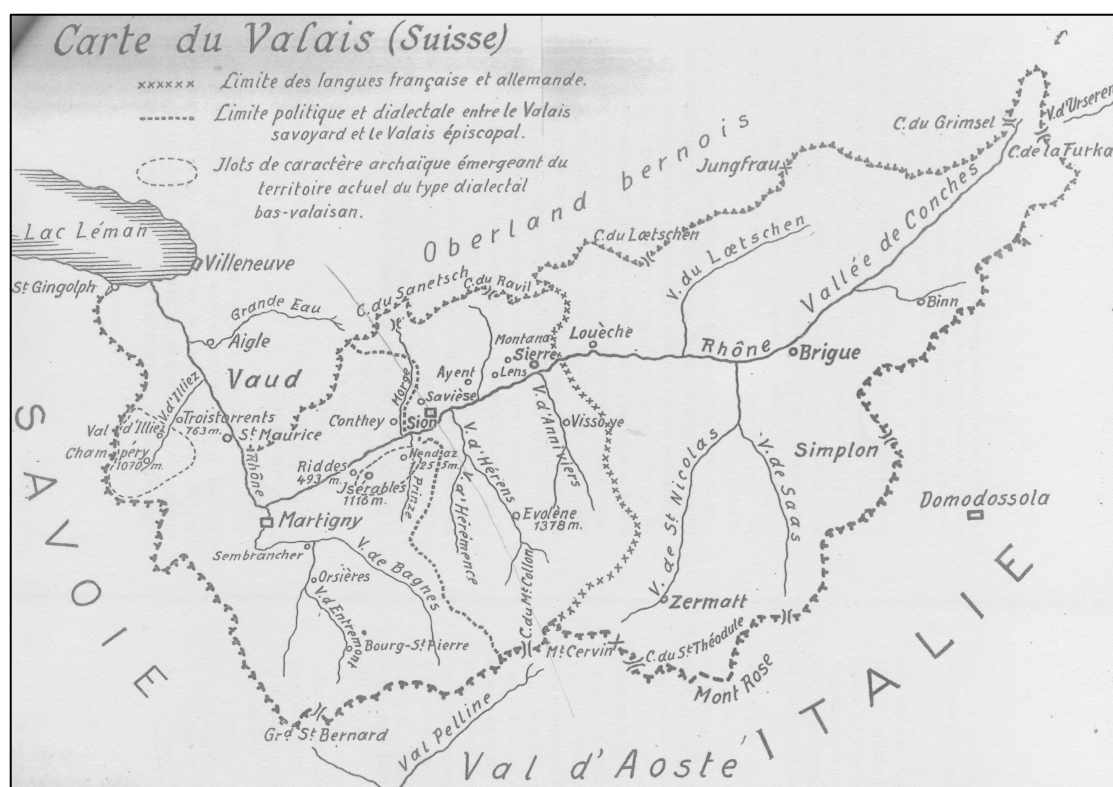 Carte du Valais (Suisse)
xxxxxx Limite des langues française et allemande.
Limite politique et dialectale entre le Valais
savoyard et le Valais épiscopal.
Jlots de caractère archaïque émergeant du
territoire actuel du type dialectal
bas-valaisan.
C. du Grimsel
V. d'Urseren
C. de la Furka
Jungfrau
Oberland bernois
Vallée de Conches
Lac Léman
Villeneuve
St Gingolph
C. du Lœtschen
V. du Lœtschen
C. du Sanetsch
C. du Ravil
Binn
Grande Eau
Aigle
Montana
Louèche
Sierre
Rhône
Brigue
Vaud
Lens
Ayent
Morge
Savièse
V. d'Illiez
Troistorrents
763 m.
Val d'Illiez
Conthey
Sion
Vissoye
V. d'Anniviers
Champéry
1070 m.
St Maurice
Rhône
Nendaz
Riddes
493 m.
Jsérables
1116 m.
Prinze
V. d'Hérens
V. d'Hérémence
Simplon
V. de St Nicolas
V. de Saas
SAVOIE
Martigny
Evolène
1378 m.
Domodossola
Sembrancher
V. de Bagnes
Orsières
V. d'Entremont
Bourg-St Pierre
C. du Mt Collon
Zermatt
Mt Cervin
C. du St Théodule
Mont Rose
ITALIE
Grd St Bernard
Val Pelline
Val d'Aoste